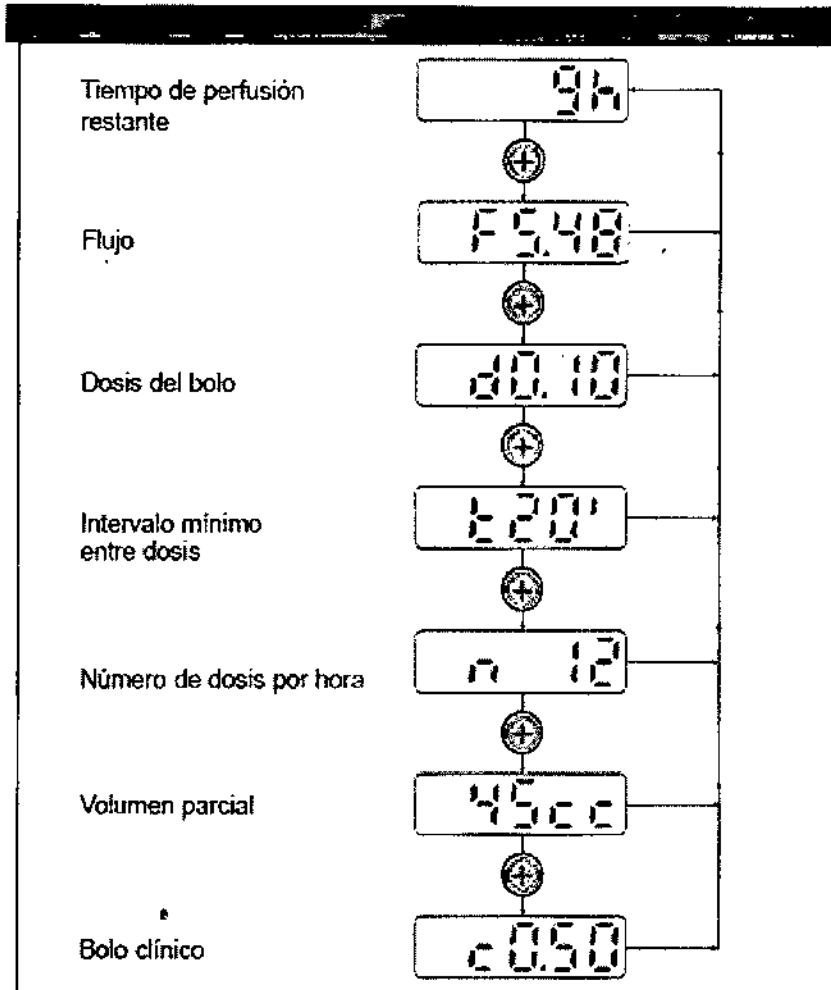 Tiempo de perfusión
restante
9h
Flujo
F5.48
Dosis del bolo
d0.10
Intervalo mínimo
entre dosis
t20'
Número de dosis por hora
n 12
Volumen parcial
45cc
Bolo clínico
c0.50